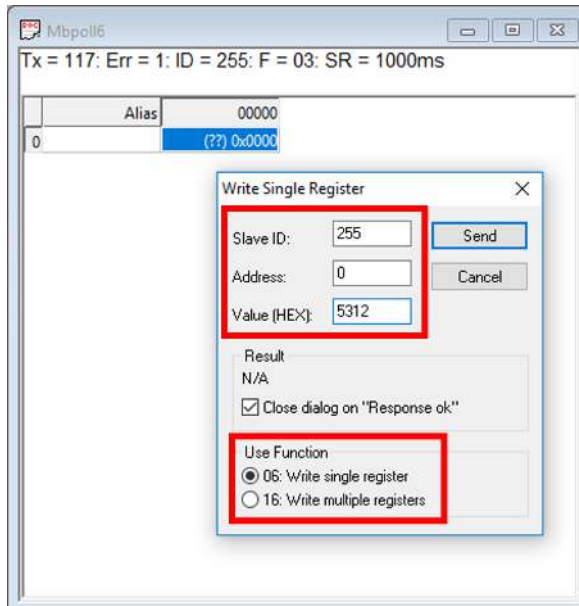 Mbpoll6
Tx = 117: Err = 1: ID = 255: F = 03: SR = 1000ms
Alias 00000
0 (??) 0x0000
Write Single Register
Slave ID: 255 Send
Address: 0 Cancel
Value (HEX): 5312
Result
N/A
Close dialog on "Response ok"
Use Function
06: Write single register
16: Write multiple registers